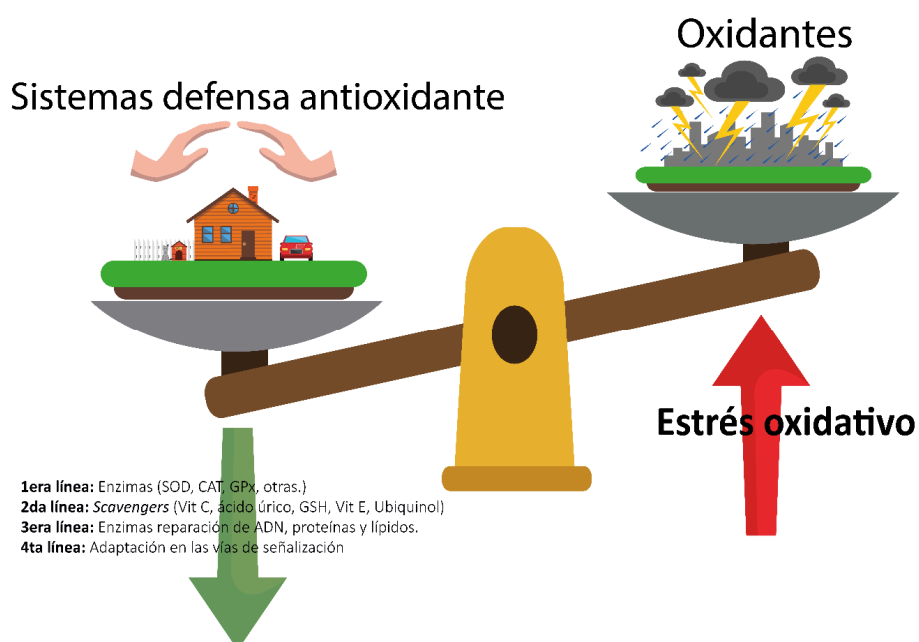 Oxidantes
Sistemas defensa antioxidante
Estrés oxidativo
1era línea: Enzimas (SOD, CAT, GPx, otras.)
2da línea: Scavengers (Vit C, ácido úrico, GSH, Vit E, Ubiquinol)
3era línea: Enzimas reparación de ADN, proteínas y lípidos.
4ta línea: Adaptación en las vías de señalización